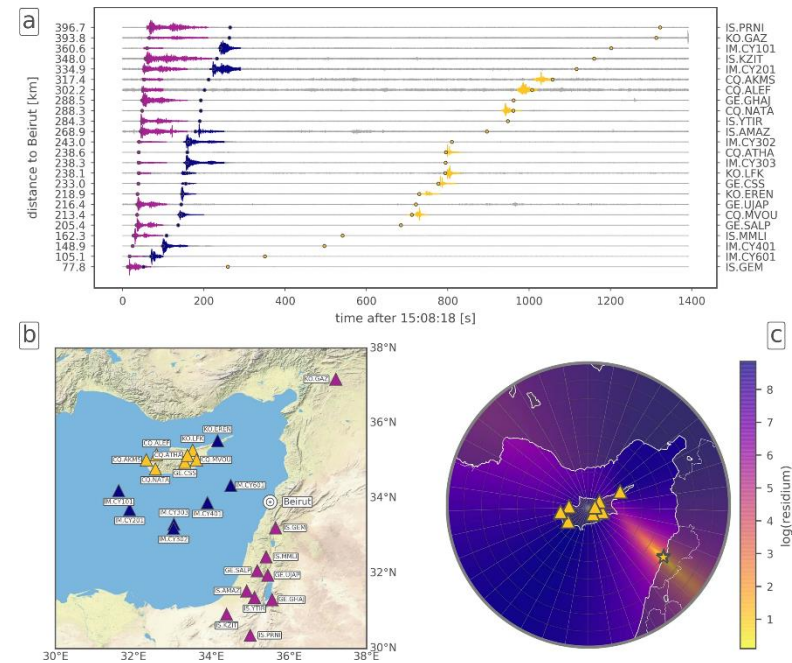 a
396.7 IS.PRNI
393.8 KO.GAZ
360.6 IM.CY101
348.0 IS.KZIT
334.9 IM.CY201
317.4 CQ.AKMS
302.2 CQ.ALEF
288.5 GE.GHAJ
288.3 CQ.NATA
284.3 IS.YTIR
268.9 IS.AMAZ
243.0 IM.CY302
238.6 CQ.ATHA
238.3 IM.CY303
238.1 KO.LFK
233.0 GE.CSS
218.9 KO.EREN
216.4 GE.UJAP
213.4 CQ.MVOU
205.4 GE.SALP
162.3 IS.MMLI
148.9 IM.CY401
105.1 IM.CY601
77.8 IS.GEM
distance to Beirut [km]
0 200 400 600 800 1000 1200 1400
time after 15:08:18 [s]
b
38°N
36°N
34°N
32°N
30°N
30°E 32°E 34°E 36°E 38°E
KO.GAZ
KO.EREN
KO.LFK
CQ.ALEF
CQ.ATHA
CQ.AKMS
CQ.MVOU
GE.CSS
CQ.NATA
IM.CY601
IM.CY101
Beirut
IM.CY401
IM.CY201
IM.CY303
IM.CY302
IS.GEM
IS.MMLI
GE.SALP
GE.UJAP
IS.AMAZ
GE.GHAJ
IS.YTIR
IS.KZIT
IS.PRNI
c
8
7
6
5
4
3
2
1
log(residium)